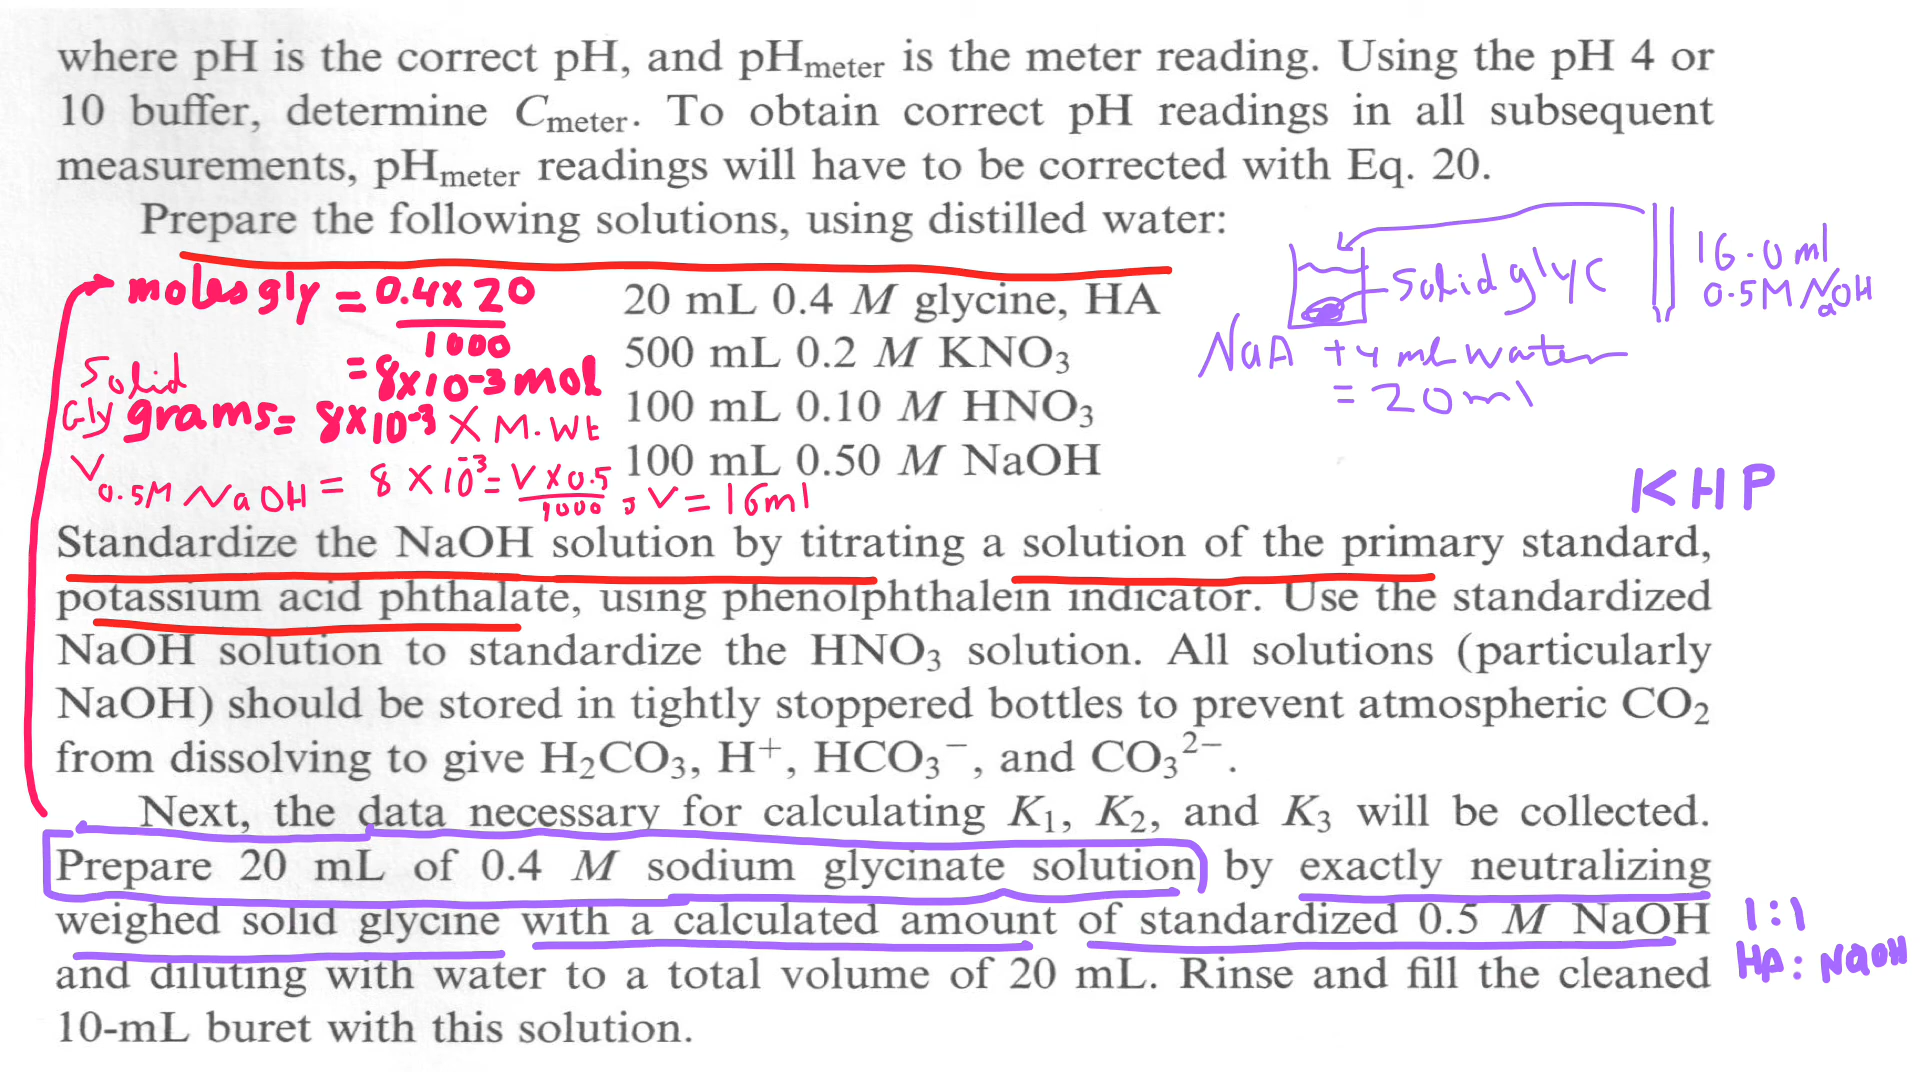 where pH is the correct pH, and pHmeter is the meter reading. Using the pH 4 or
10 buffer, determine Cmeter. To obtain correct pH readings in all subsequent
measurements, pHmeter readings will have to be corrected with Eq. 20.
Prepare the following solutions, using distilled water:
moles gly = 0.4 x 20
1000
= 8x10-3 mol
Solid
Gly grams = 8x10-3 X M.Wt
V0.5M NaOH = 8 X 10-3 = V x 0.5
1000 , V = 16ml
20 mL 0.4 M glycine, HA
500 mL 0.2 M KNO3
100 mL 0.10 M HNO3
100 mL 0.50 M NaOH
Solid glyc
16.0 ml
0.5M NaOH
NaA + 4 ml water
= 20ml
KHP
Standardize the NaOH solution by titrating a solution of the primary standard,
potassium acid phthalate, using phenolphthalein indicator. Use the standardized
NaOH solution to standardize the HNO3 solution. All solutions (particularly
NaOH) should be stored in tightly stoppered bottles to prevent atmospheric CO2
from dissolving to give H2CO3, H+, HCO3−, and CO3²−.
Next, the data necessary for calculating K1, K2, and K3 will be collected.
Prepare 20 mL of 0.4 M sodium glycinate solution by exactly neutralizing
weighed solid glycine with a calculated amount of standardized 0.5 M NaOH
and diluting with water to a total volume of 20 mL. Rinse and fill the cleaned
10-mL buret with this solution.
1:1
HA: NaOH